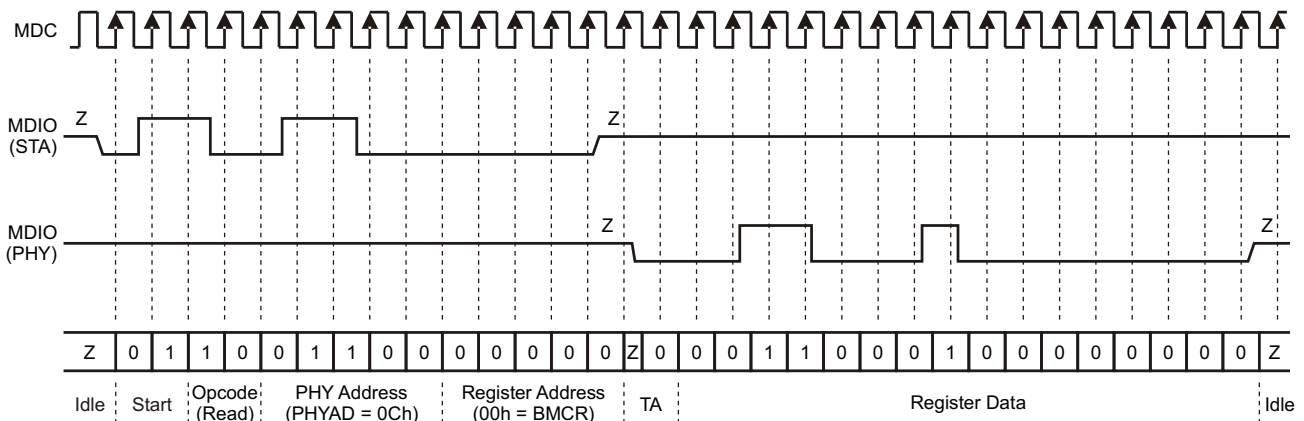 MDC
Z
Z
MDIO
(STA)
Z
Z
MDIO
(PHY)
Z 0 1 1 0 0 1 1 0 0 0 0 0 0 0 Z 0 0 0 1 1 0 0 0 1 0 0 0 0 0 0 0 0 Z
Idle
Start
Opcode
(Read)
PHY Address
(PHYAD = 0Ch)
Register Address
(00h = BMCR)
TA
Register Data
Idle